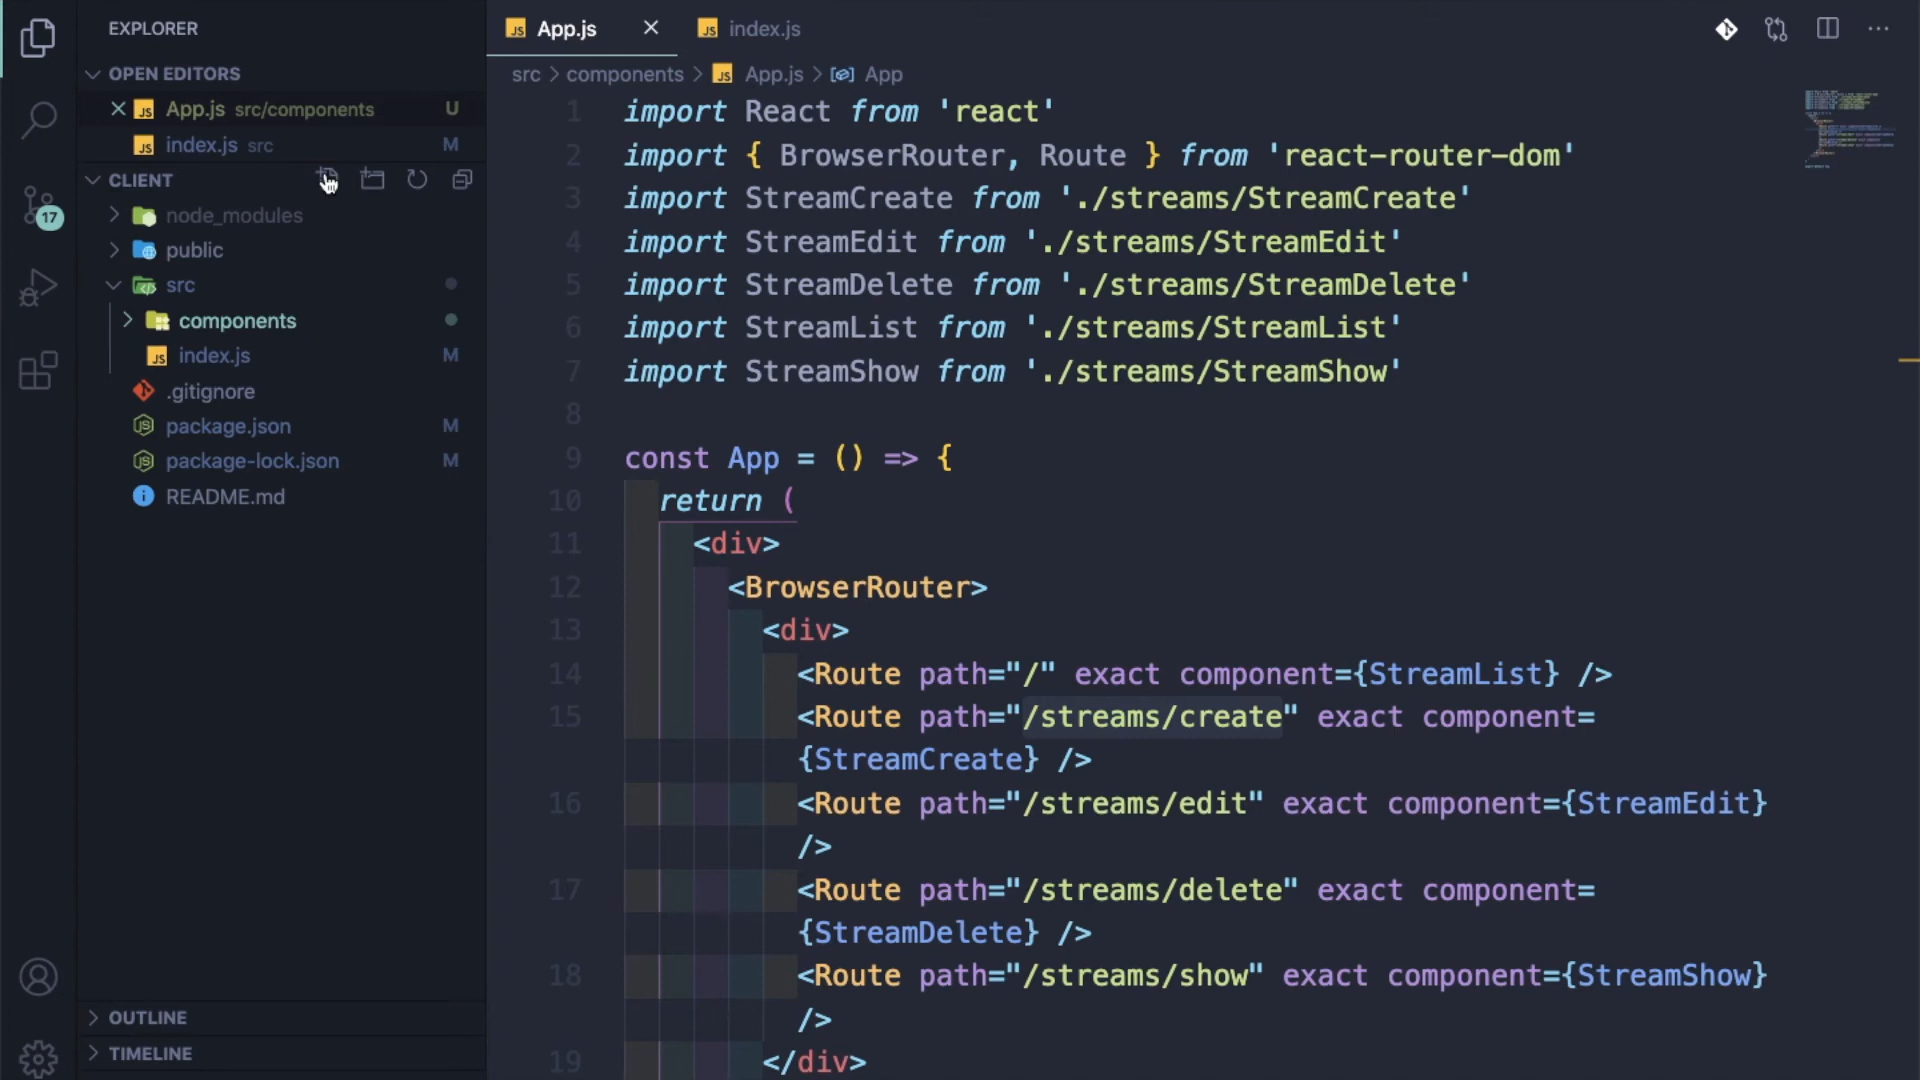 EXPLORER
OPEN EDITORS
App.js src/components U
index.js src M
CLIENT
node_modules
public
src
components
index.js M
.gitignore
package.json M
package-lock.json M
README.md
OUTLINE
TIMELINE
17
App.js
index.js
src > components > App.js > App
1 import React from 'react'
2 import { BrowserRouter, Route } from 'react-router-dom'
3 import StreamCreate from './streams/StreamCreate'
4 import StreamEdit from './streams/StreamEdit'
5 import StreamDelete from './streams/StreamDelete'
6 import StreamList from './streams/StreamList'
7 import StreamShow from './streams/StreamShow'
8
9 const App = () => {
10 return (
11 <div>
12 <BrowserRouter>
13 <div>
14 <Route path="/" exact component={StreamList} />
15 <Route path="/streams/create" exact component=
{StreamCreate} />
16 <Route path="/streams/edit" exact component={StreamEdit}
/>
17 <Route path="/streams/delete" exact component=
{StreamDelete} />
18 <Route path="/streams/show" exact component={StreamShow}
/>
19 </div>